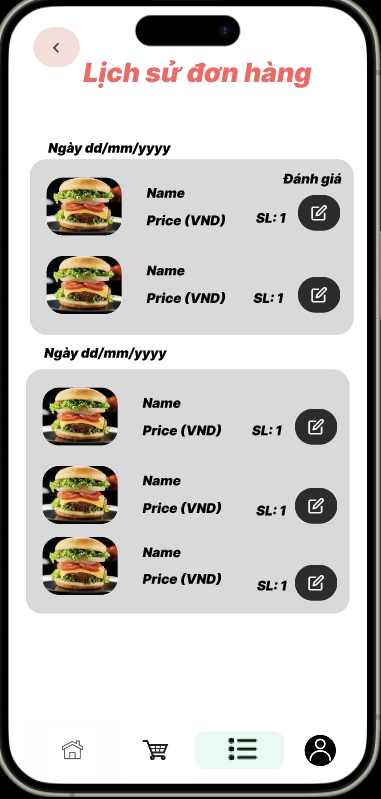 Lịch sử đơn hàng
Ngày dd/mm/yyyy
Đánh giá
Name
Price (VND) SL: 1
Name
Price (VND) SL: 1
Ngày dd/mm/yyyy
Name
Price (VND) SL: 1
Name
Price (VND) SL: 1
Name
Price (VND) SL: 1